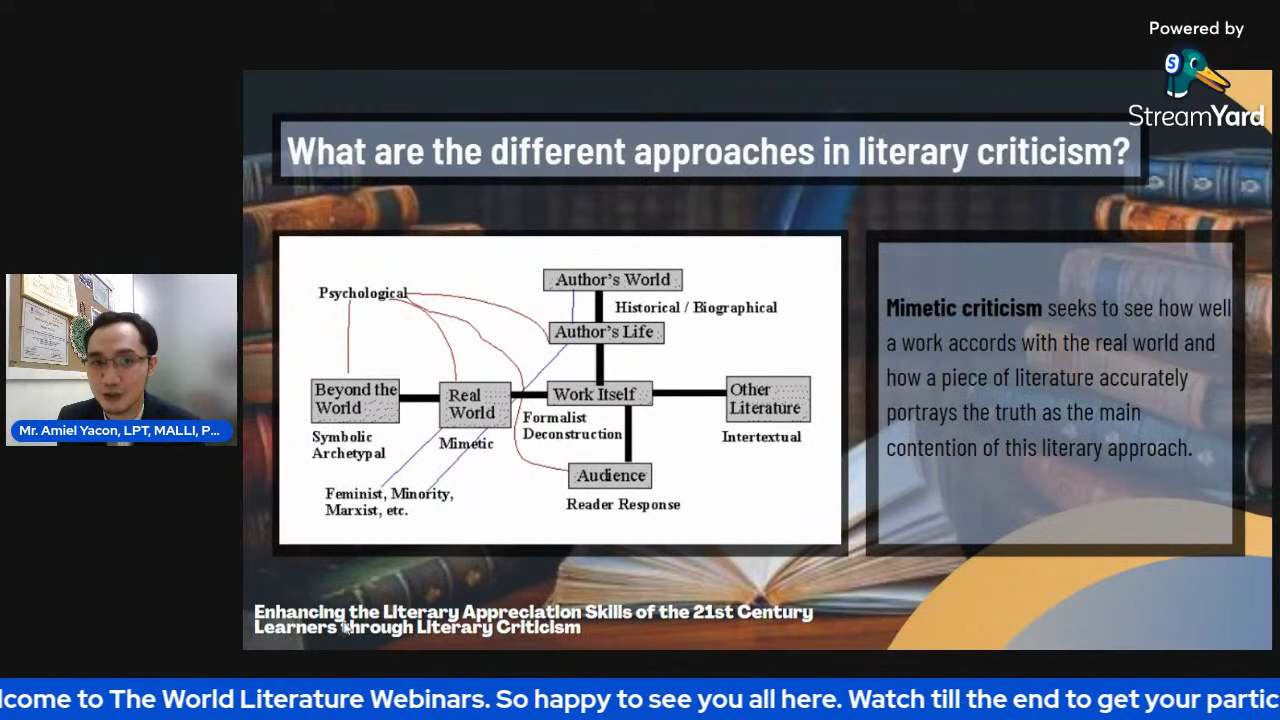 Powered by
StreamYard
What are the different approaches in literary criticism?
Psychological
Author's World
Historical / Biographical
Author's Life
Beyond the
World
Real
World
Work Itself
Other
Literature
Symbolic
Archetypal
Mimetic
Formalist
Deconstruction
Intertextual
Audience
Feminist, Minority,
Marxist, etc.
Reader Response
Mimetic criticism seeks to see how well
a work accords with the real world and
how a piece of literature accurately
portrays the truth as the main
contention of this literary approach.
Mr. Amiel Yacon, LPT, MALLI, P...
Enhancing the Literary Appreciation Skills of the 21st Century
Learners through Literary Criticism
lcome to The World Literature Webinars. So happy to see you all here. Watch till the end to get your partic